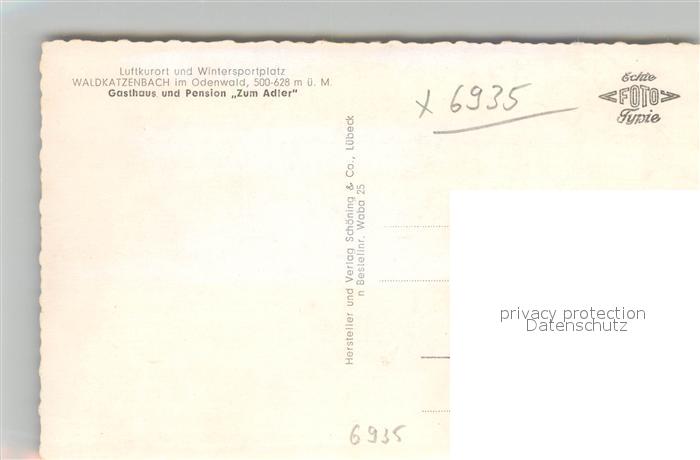 Luftkurort und Wintersportplatz
WALDKATZENBACH im Odenwald, 500-628 m ü. M.
Gasthaus und Pension „Zum Adler"
x 6935
Echte
FOTO
Typie
Hersteller und Verlag Schöning & Co., Lübeck
n Bestellnr. Waba 25
privacy protection
Datenschutz
6935